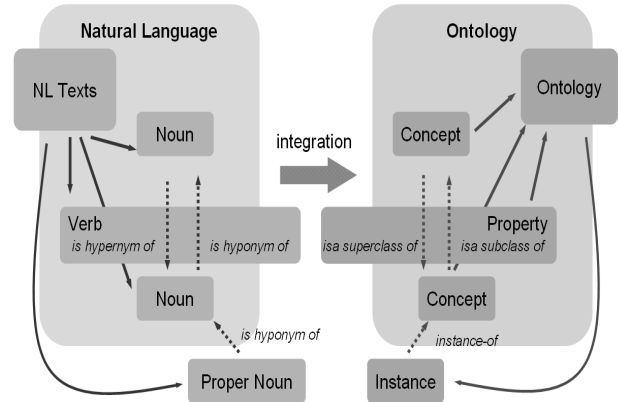 Natural Language
Ontology
NL Texts
Ontology
Noun
Concept
integration
Verb
Property
is hypernym of
is hyponym of
isa superclass of
isa subclass of
Noun
Concept
is hyponym of
instance-of
Proper Noun
Instance